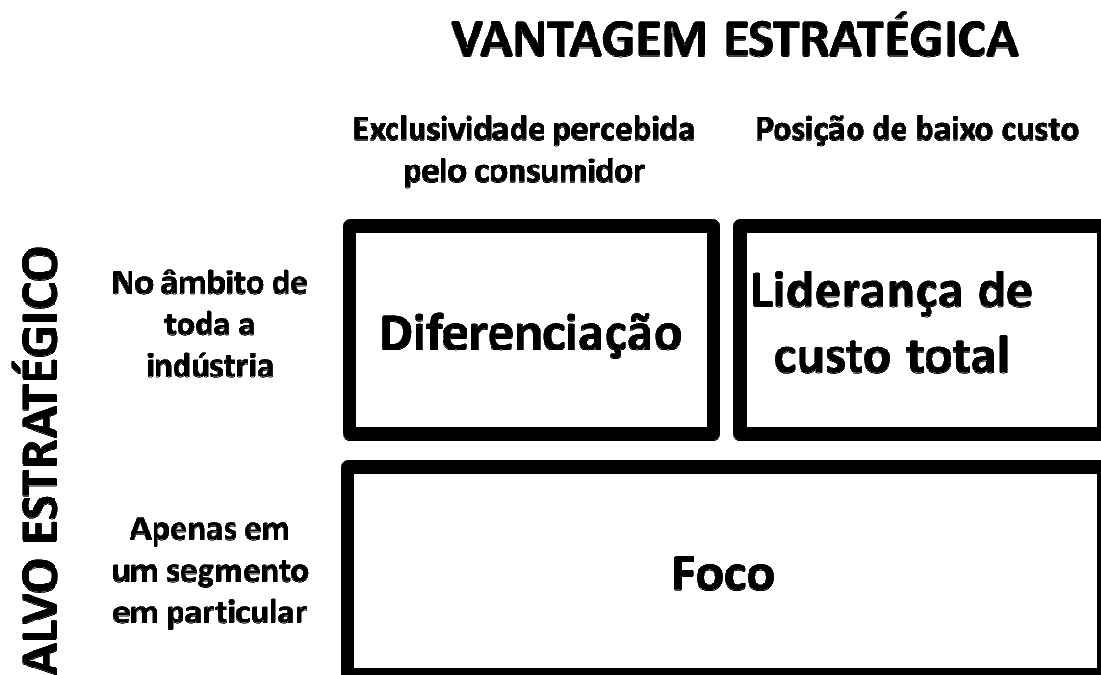 VANTAGEM ESTRATÉGICA
Exclusividade percebida
pelo consumidor
Posição de baixo custo
ALVO ESTRATÉGICO
No âmbito de
toda a
indústria
Diferenciação
Liderança de
custo total
Apenas em
um segmento
em particular
Foco